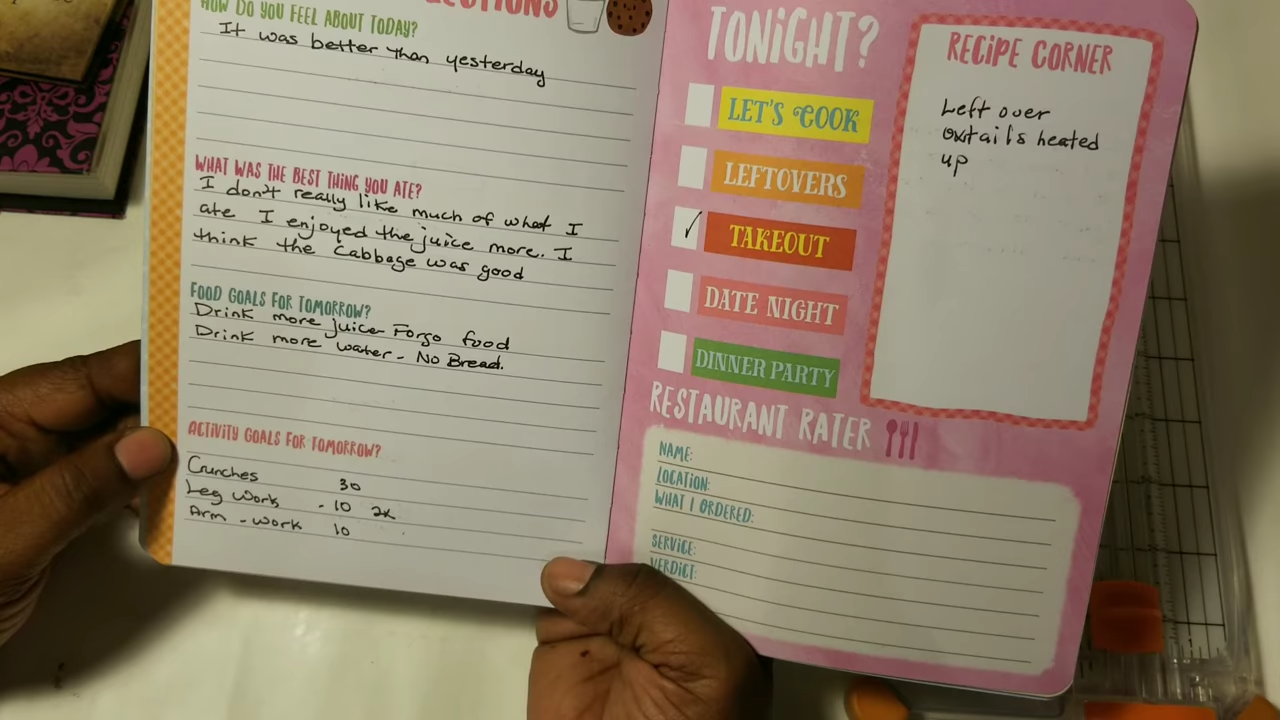 HOW DO YOU FEEL ABOUT TODAY?
It was better than yesterday
WHAT WAS THE BEST THING YOU ATE?
I don't really like much of what I
ate I enjoyed the juice more. I
think the Cabbage was good
FOOD GOALS FOR TOMORROW?
Drink more juice Forgo food
Drink more water - No Bread.
ACTIVITY GOALS FOR TOMORROW?
Crunches 30
Leg work - 10 2x
Arm - work 10
TONIGHT?
LET'S COOK
LEFTOVERS
TAKEOUT
DATE NIGHT
DINNER PARTY
RECIPE CORNER
Left over
oxtails heated
up
RESTAURANT RATER
NAME:
LOCATION:
WHAT I ORDERED:
SERVICE:
VERDICT: